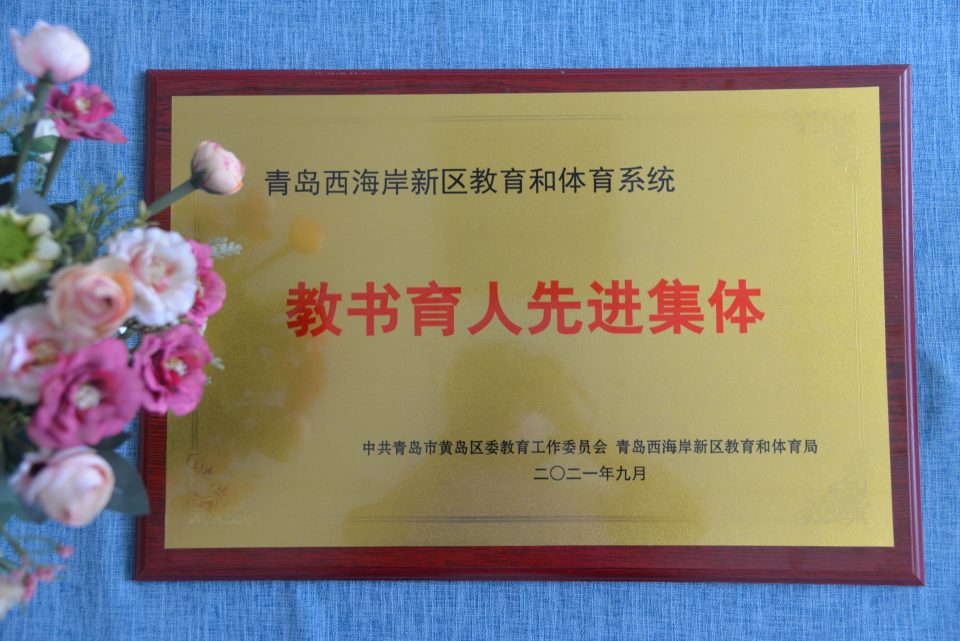 青岛西海岸新区教育和体育系统
教书育人先进集体
中共青岛市黄岛区委教育工作委员会 青岛西海岸新区教育和体育局
二〇二一年九月